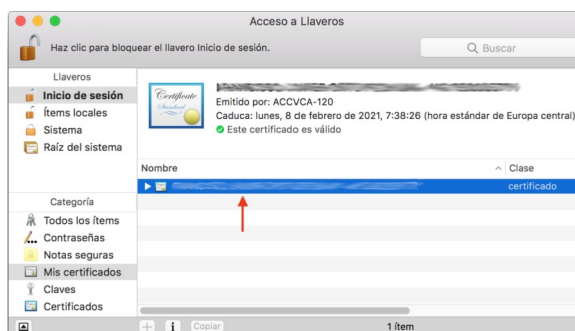 Acceso a Llaveros
Haz clic para bloquear el llavero Inicio de sesión.
Buscar
Llaveros
Inicio de sesión
Ítems locales
Sistema
Raíz del sistema
Certificate
Standard
Emitido por: ACCVCA-120
Caduca: lunes, 8 de febrero de 2021, 7:38:26 (hora estándar de Europa central)
Este certificado es válido
Nombre
Clase
certificado
Categoría
Todos los ítems
Contraseñas
Notas seguras
Mis certificados
Claves
Certificados
Copiar
1 ítem